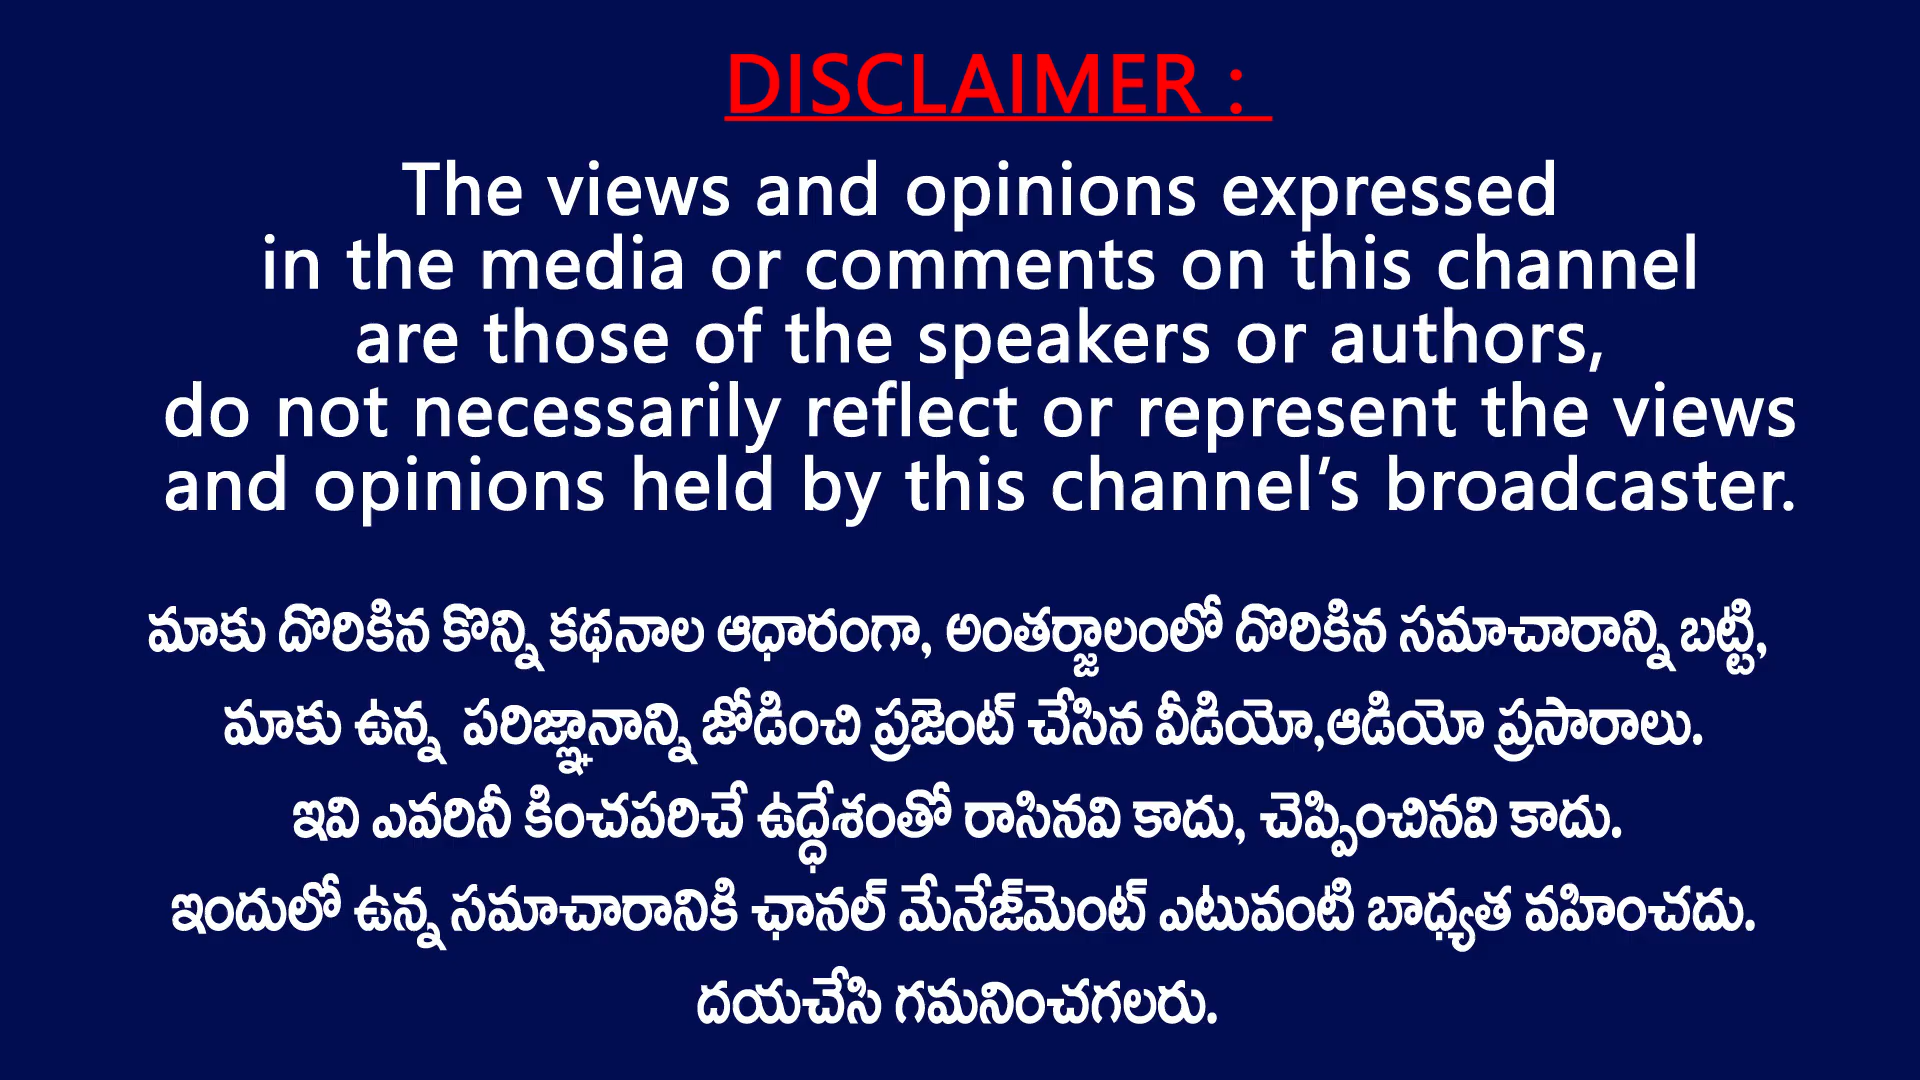 DISCLAIMER :
The views and opinions expressed
in the media or comments on this channel
are those of the speakers or authors,
do not necessarily reflect or represent the views
and opinions held by this channel’s broadcaster.
మాకు దొరికిన కొన్ని కథనాల ఆధారంగా, అంతర్జాలంలో దొరికిన సమాచారాన్ని బట్టి,
మాకు ఉన్న పరిజ్ఞానాన్ని జోడించి ప్రజెంట్ చేసిన వీడియో,ఆడియో ప్రసారాలు.
ఇవి ఎవరినీ కించపరిచే ఉద్ధేశంతో రాసినవి కాదు, చెప్పించినవి కాదు.
ఇందులో ఉన్న సమాచారానికి ఛానల్ మేనేజ్‌మెంట్ ఎటువంటి బాధ్యత వహించదు.
దయచేసి గమనించగలరు.